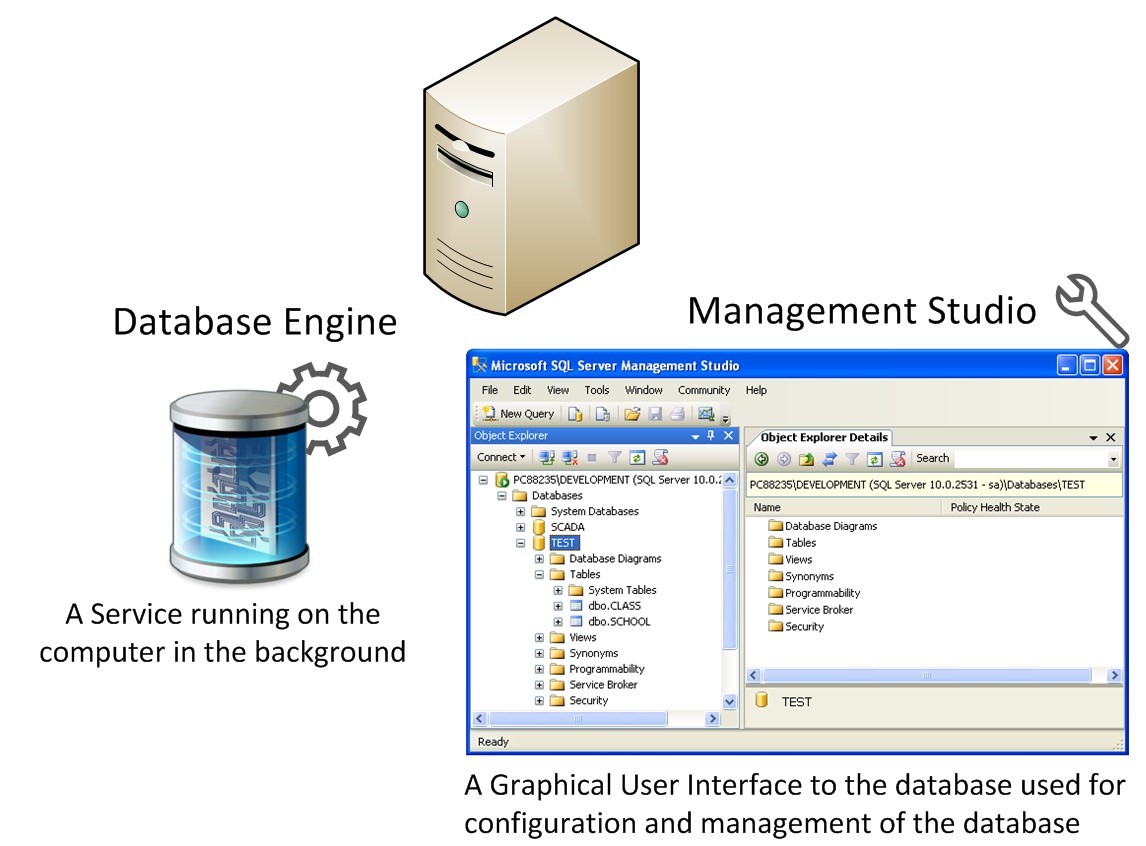 Database Engine
Management Studio
A Service running on the
computer in the background
Microsoft SQL Server Management Studio
File Edit View Tools Window Community Help
New Query
Object Explorer
Connect
PC88235\DEVELOPMENT (SQL Server 10.0.2
Databases
System Databases
SCADA
TEST
Database Diagrams
Tables
System Tables
dbo.CLASS
dbo.SCHOOL
Views
Synonyms
Programmability
Service Broker
Security
Object Explorer Details
Search
PC88235\DEVELOPMENT (SQL Server 10.0.2531 - sa)\Databases\TEST
Name Policy Health State
Database Diagrams
Tables
Views
Synonyms
Programmability
Service Broker
Security
TEST
Ready
A Graphical User Interface to the database used for
configuration and management of the database